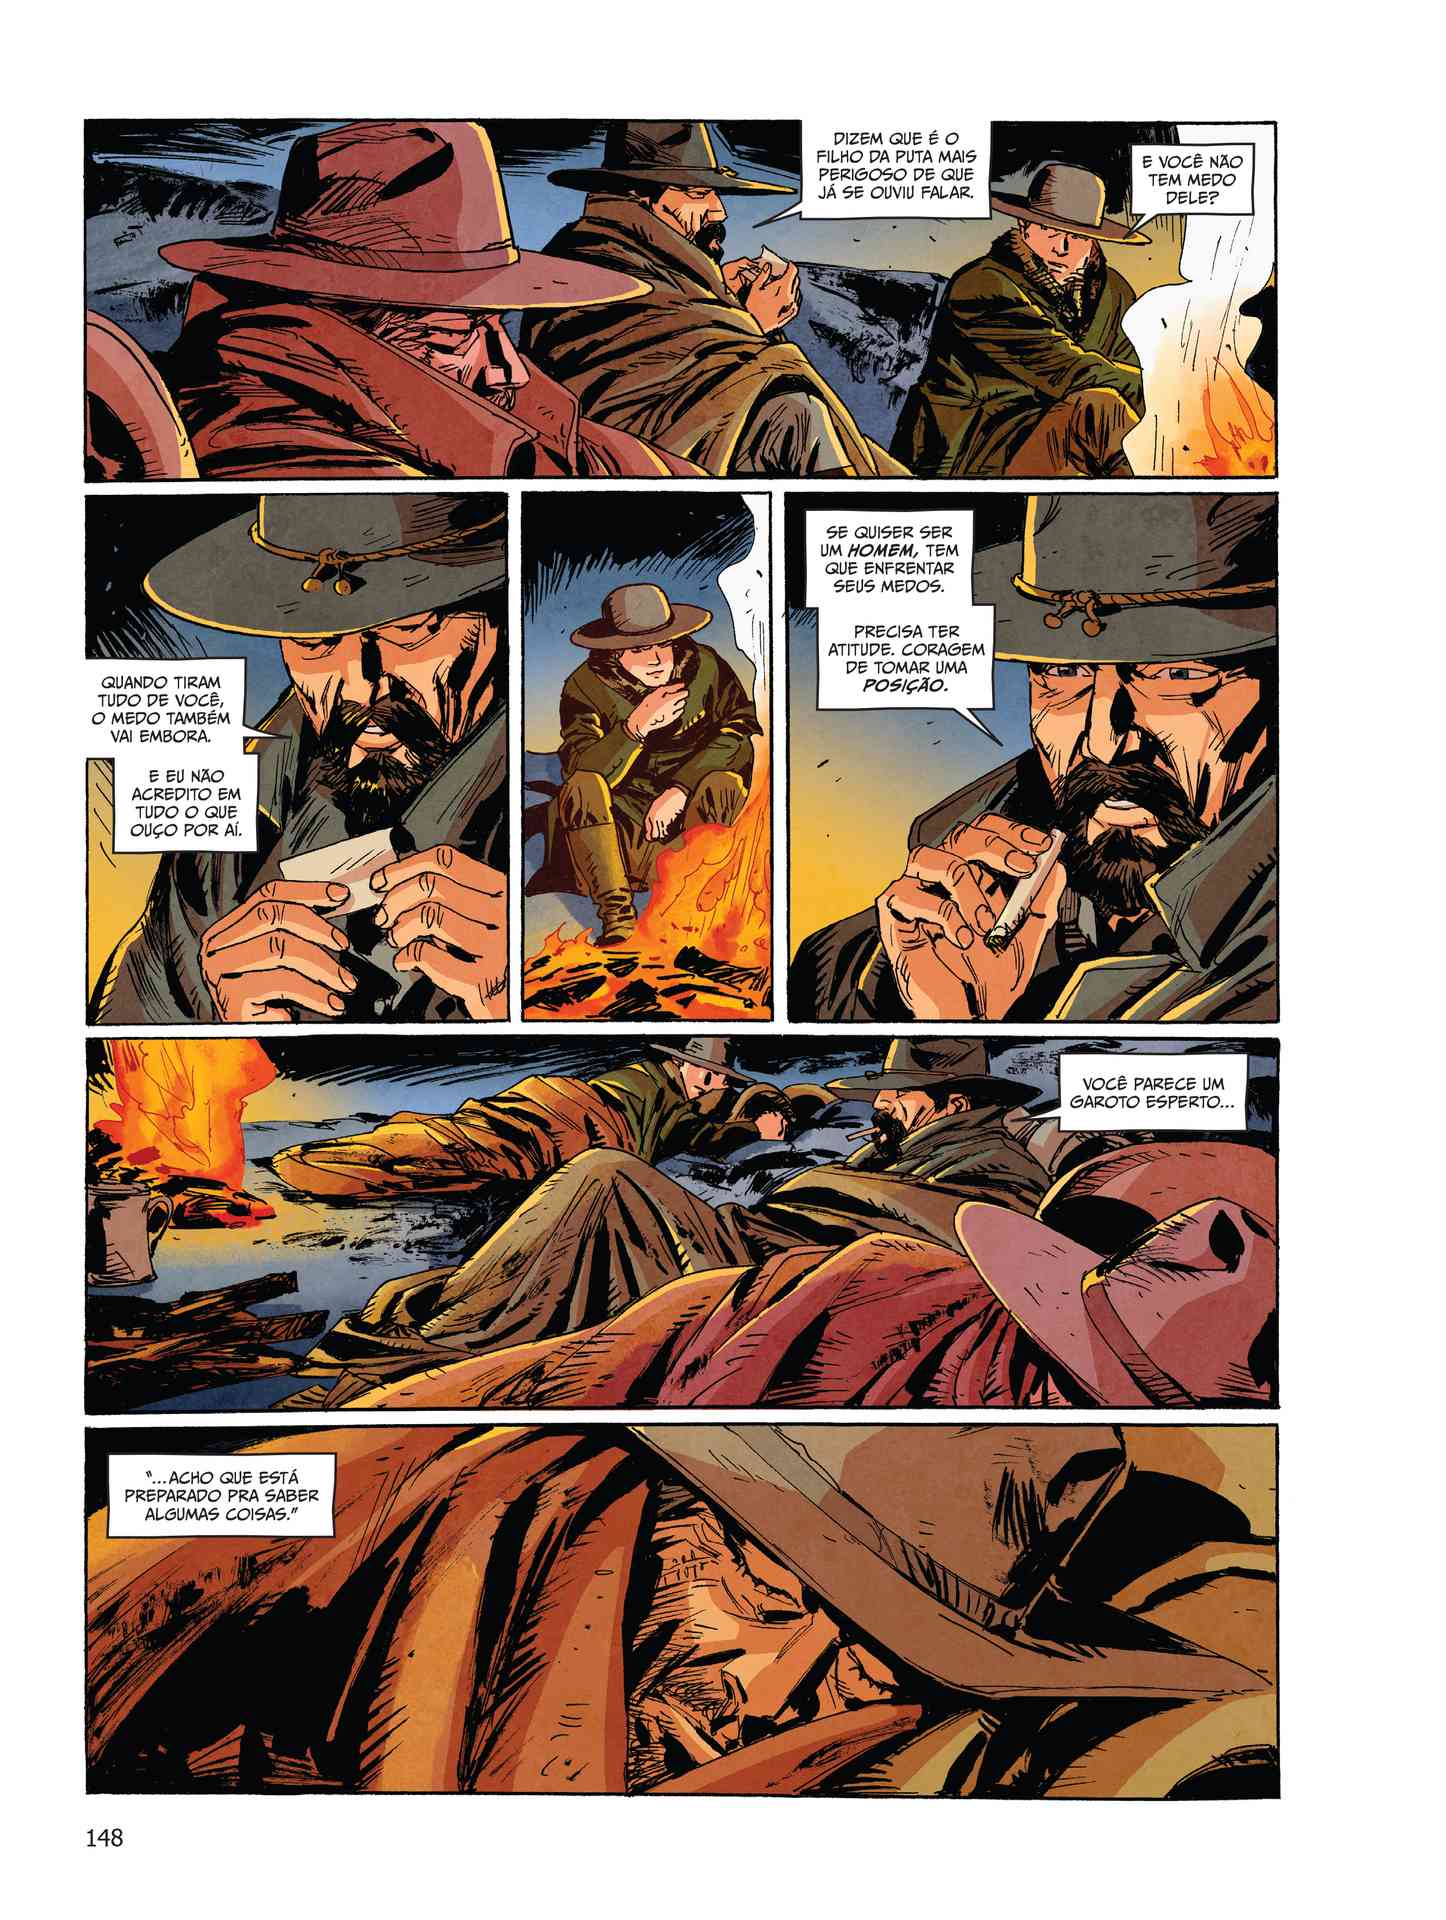 DIZEM QUE É O
FILHO DA PUTA MAIS
PERIGOSO DE QUE
JÁ SE OUVIU FALAR.
E VOCÊ NÃO
TEM MEDO
DELE?
QUANDO TIRAM
TUDO DE VOCÊ,
O MEDO TAMBÉM
VAI EMBORA.
E EU NÃO
ACREDITO EM
TUDO O QUE
OUÇO POR AÍ.
SE QUISER SER
UM HOMEM, TEM
QUE ENFRENTAR
SEUS MEDOS.
PRECISA TER
ATITUDE. CORAGEM
DE TOMAR UMA
POSIÇÃO.
VOCÊ PARECE UM
GAROTO ESPERTO...
"...ACHO QUE ESTÁ
PREPARADO PRA SABER
ALGUMAS COISAS."
148